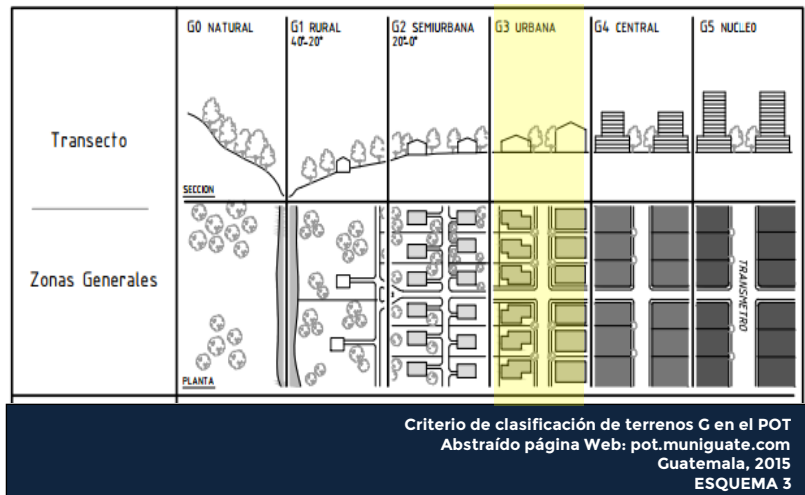 G0 NATURAL
G1 RURAL
40°-20°
G2 SEMIURBANA
20°-0°
G3 URBANA
G4 CENTRAL
G5 NUCLEO
Transecto
SECCION
Zonas Generales
TRANSMETRO
PLANTA
Criterio de clasificación de terrenos G en el POT
Abstraído página Web: pot.muniguate.com
Guatemala, 2015
ESQUEMA 3